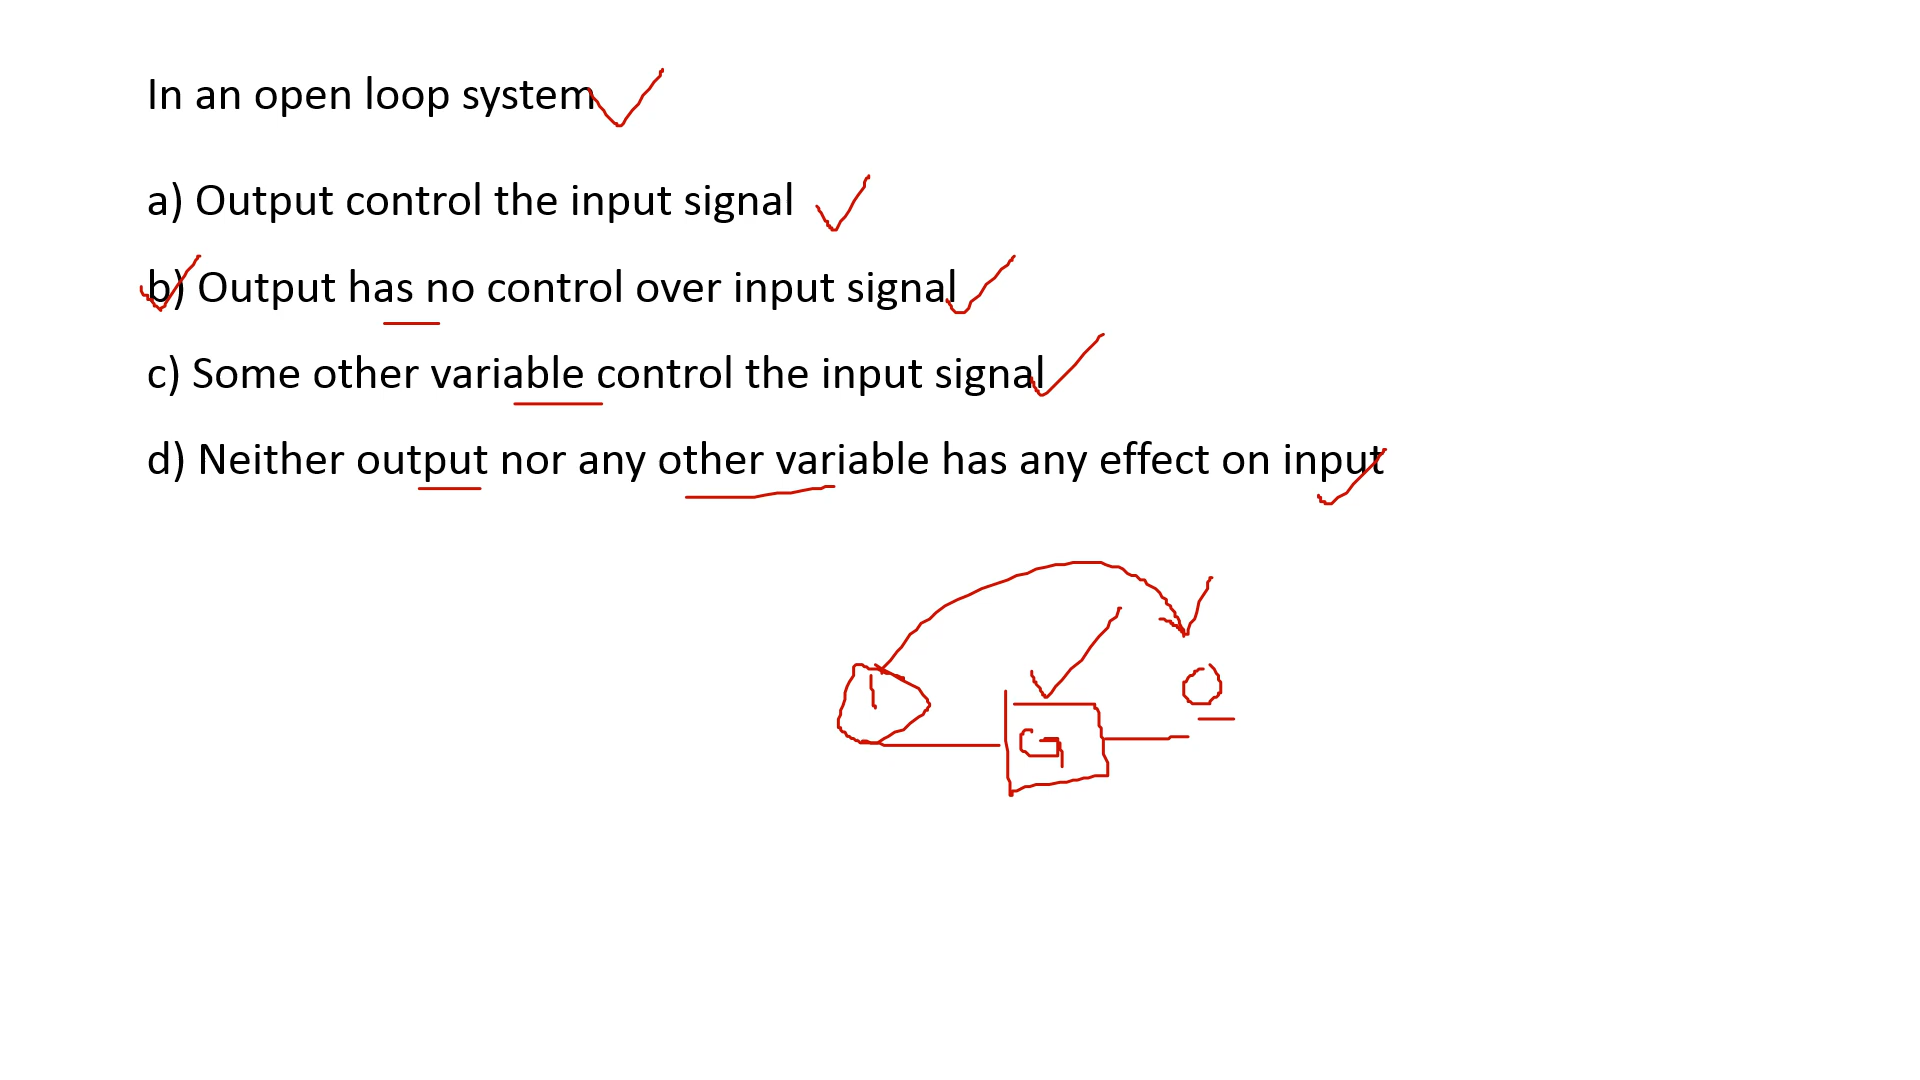 In an open loop system
a) Output control the input signal
b) Output has no control over input signal
c) Some other variable control the input signal
d) Neither output nor any other variable has any effect on input
I
G
O